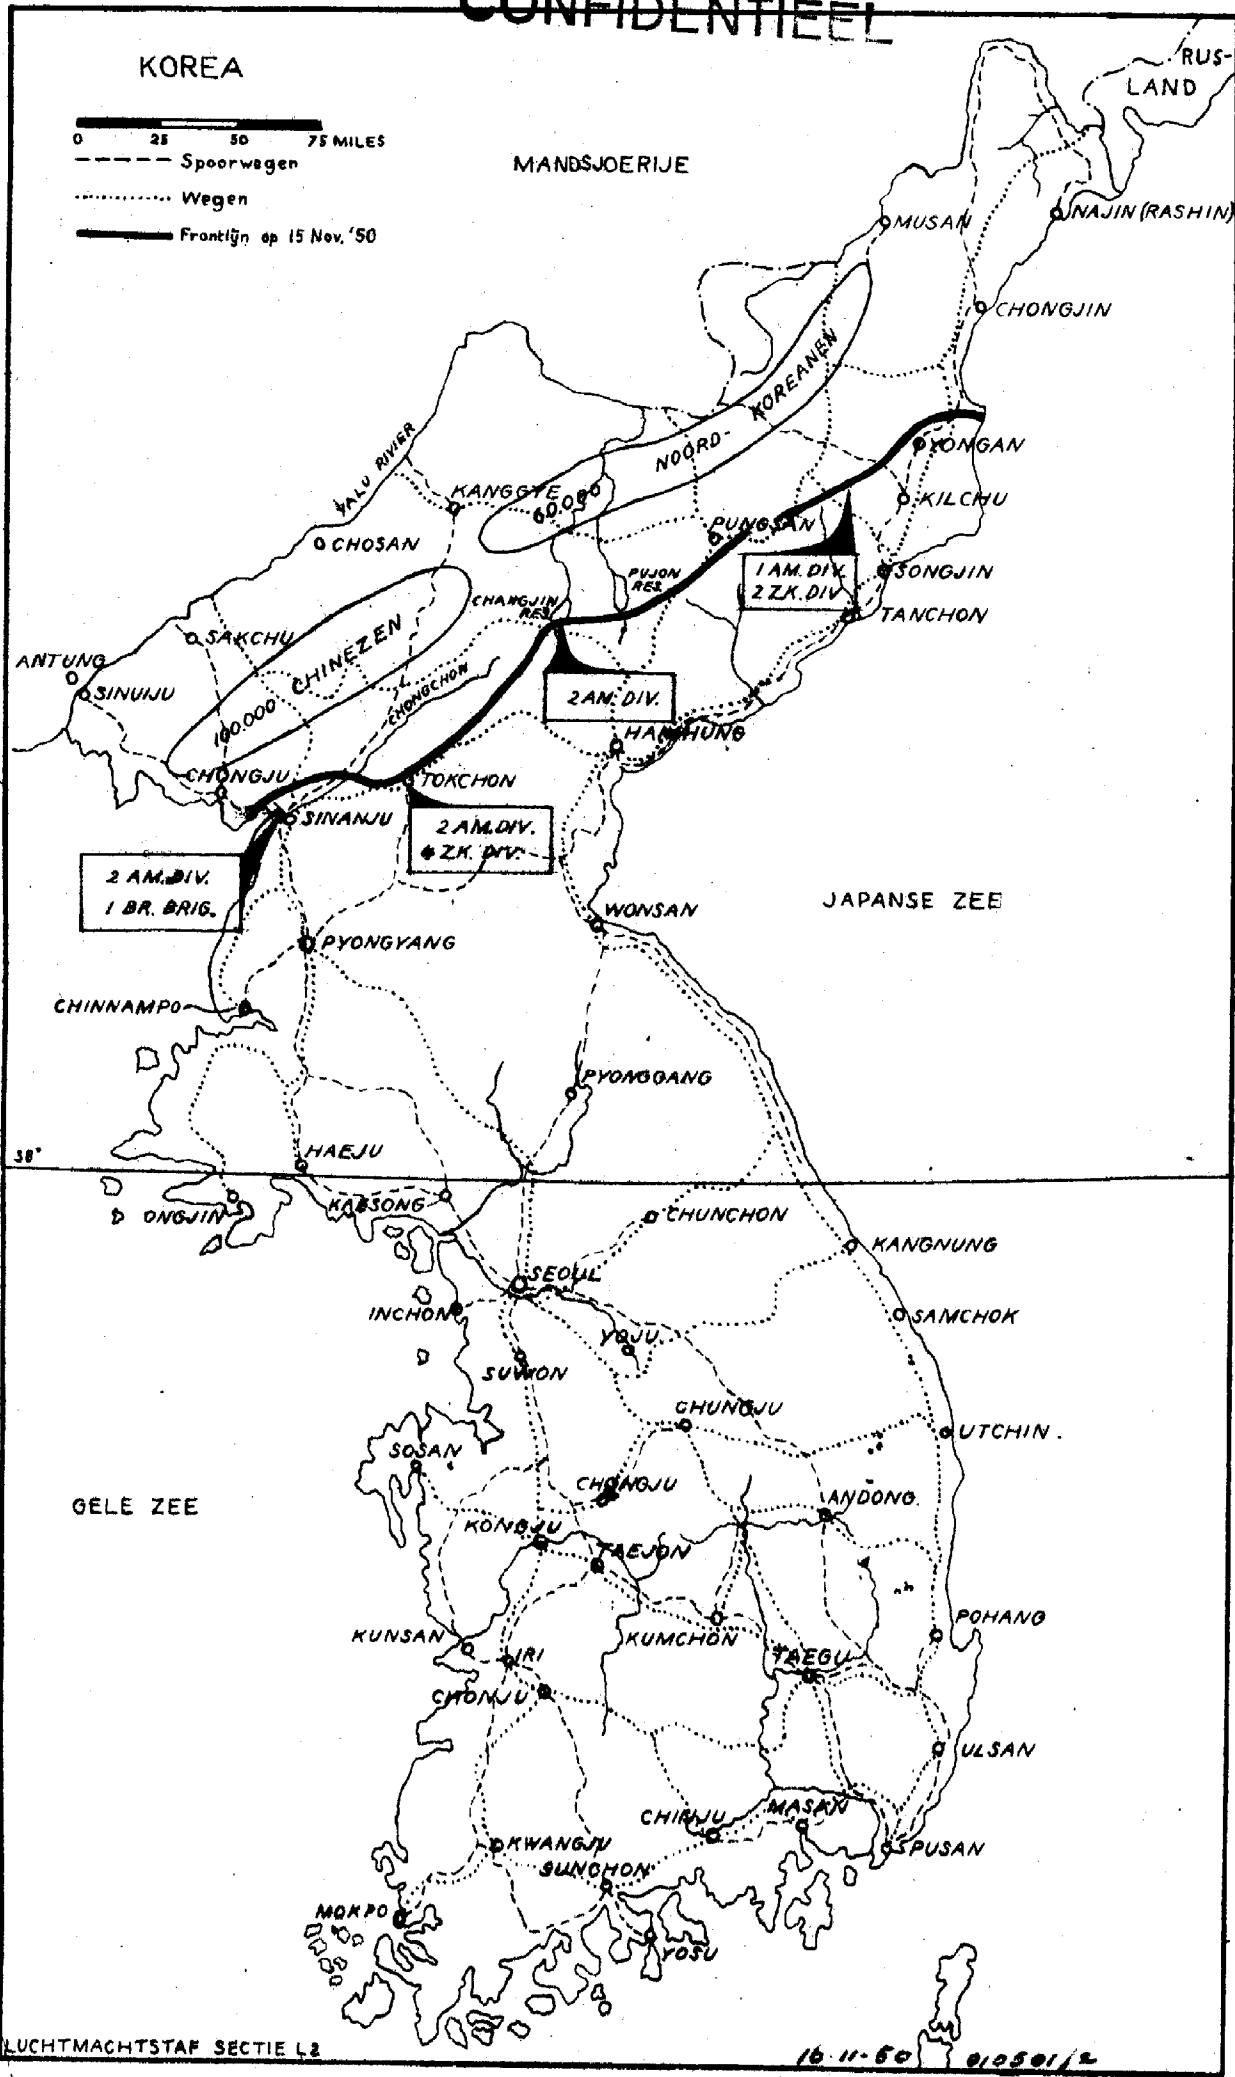 CONFIDENTIEEL
KOREA
RUS-
LAND
0 25 50 75 MILES
Spoorwegen
Wegen
Frontlijn op 15 Nov. '50
MANDSJOERIJE
MUSAN
NAJIN (RASHIN)
CHONGJIN
NOORD-
KOREANEN
60.000
YALU RIVIER
YONGAN
KANGGYE
KILCHU
PUNGSAN
CHOSAN
1 AM. DIV.
2 Z.K. DIV
SONGJIN
PUJON
RES.
CHANGJIN
RES.
TANCHON
SAKCHU
100.000 CHINEZEN
ANTUNG
SINUIJU
CHONGCHON
2 AM. DIV.
HAMHUNG
CHONGJU
TOKCHON
SINANJU
2 AM. DIV.
4 Z.K. DIV.
2 AM. DIV.
1 BR. BRIG.
JAPANSE ZEE
WONSAN
PYONGYANG
CHINNAMPO
PYONGGANG
38°
HAEJU
ONGJIN
KAESONG
CHUNCHON
KANGNUNG
SEOUL
INCHON
SAMCHOK
YOJU
SUWON
CHUNGJU
UTCHIN.
SOSAN
CHONGJU
GELE ZEE
ANDONG.
KONGJU
TAEJON
POHANG
KUNSAN
KUMCHON
IRI
TAEGU
CHONJU
ULSAN
CHINJU
MASAN
KWANGJU
PUSAN
SUNCHON
MOKPO
YOSU
LUCHTMACHTSTAF SECTIE L2
16-11-50
010501/2